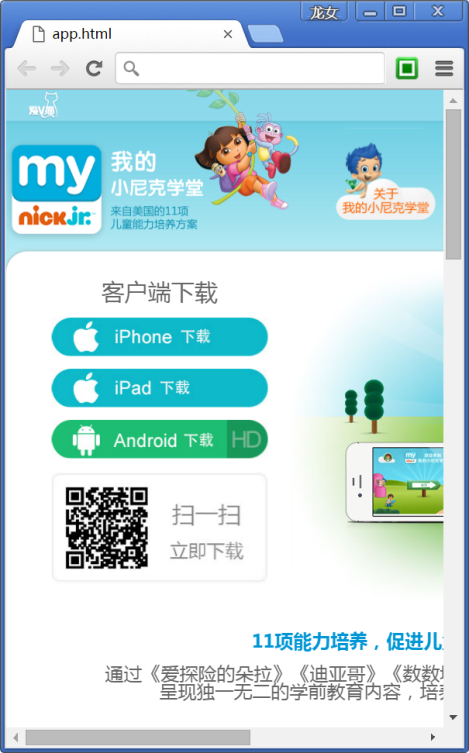 龙女
app.html
我的
小尼克学堂
my
nick jr.
来自美国的11项
儿童能力培养方案
关于
我的小尼克学堂
客户端下载
iPhone 下载
iPad 下载
Android 下载 HD
扫一扫
立即下载
11项能力培养，促进儿
通过《爱探险的朵拉》《迪亚哥》《数数
呈现独一无二的学前教育内容，培